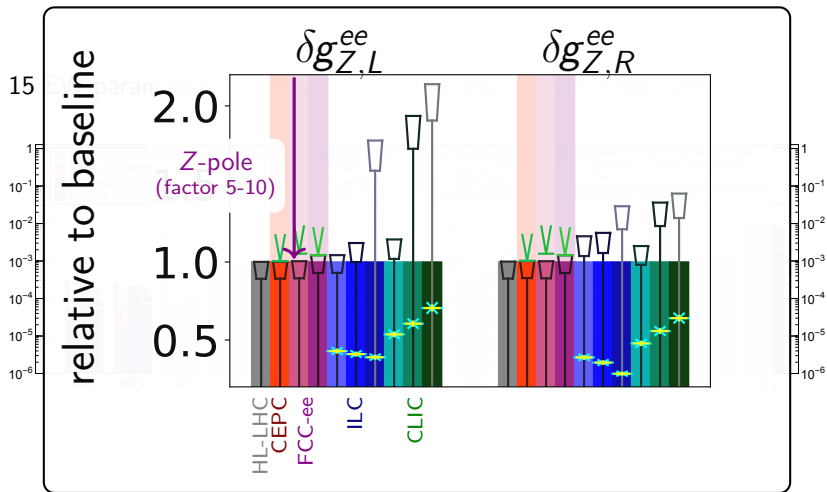 δg^{ee}_{Z,L} δg^{ee}_{Z,R}
15
relative to baseline
2.0
1.0
0.5
Z-pole
(factor 5-10)
1
10⁻¹
10⁻²
10⁻³
10⁻⁴
10⁻⁵
10⁻⁶
1
10⁻¹
10⁻²
10⁻³
10⁻⁴
10⁻⁵
10⁻⁶
HL-LHC
CEPC
FCC-ee
ILC
CLIC